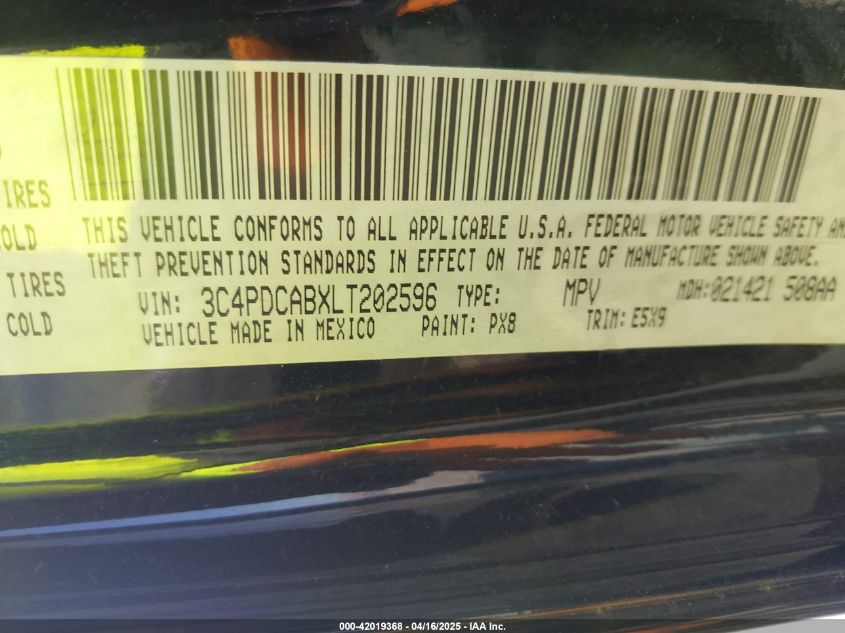 TIRES
COLD
THIS VEHICLE CONFORMS TO ALL APPLICABLE U.S.A. FEDERAL MOTOR VEHICLE SAFETY AN
THEFT PREVENTION STANDARDS IN EFFECT ON THE DATE OF MANUFACTURE SHOWN ABOVE.
TIRES
COLD
VIN: 3C4PDCABXLT202596 TYPE: MPV MDH: 021421 508AA
VEHICLE MADE IN MEXICO PAINT: PX8 TRIM: E5X9
000-42019368 - 04/16/2025 - IAA Inc.